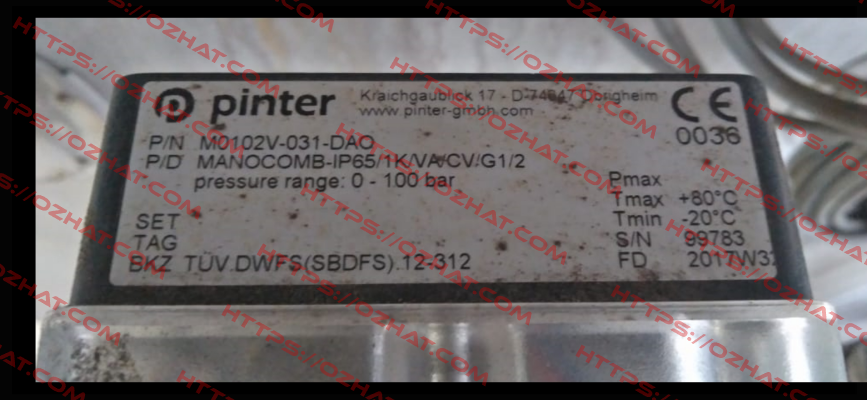 pinter
Kraichgaublick 17 - D-74847 Obrigheim
www.pinter-gmbh.com
CE
0036
P/N M0102V-031-DAO
P/D MANOCOMB-IP65/1K/VA/CV/G1/2
pressure range: 0 - 100 bar
Pmax
Tmax +80°C
Tmin -20°C
SET
TAG
S/N 99783
BKZ TÜV.DWFS(SBDFS).12-312
FD 2017W3
HTTPS://OZHAT.COM